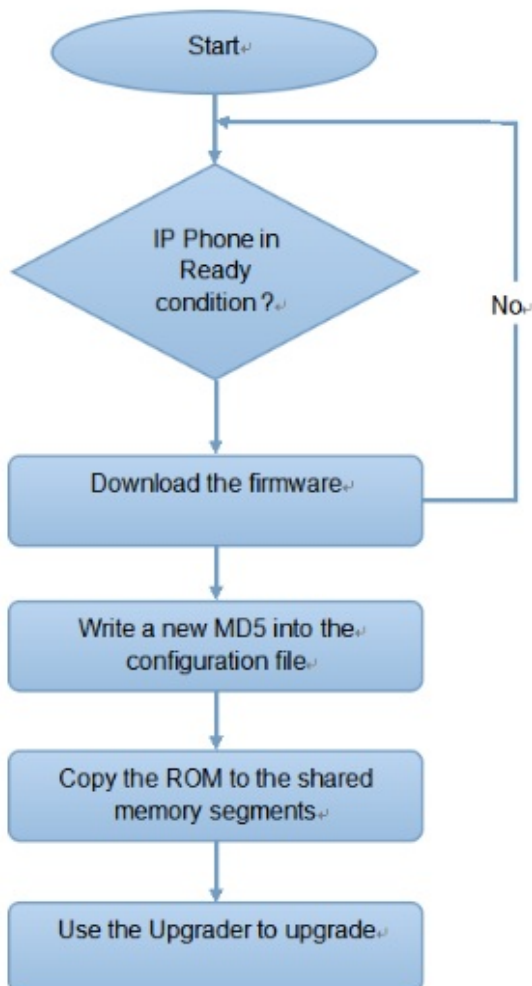 Start
IP Phone in
Ready
condition?
No
Download the firmware
Write a new MD5 into the
configuration file
Copy the ROM to the shared
memory segments
Use the Upgrader to upgrade